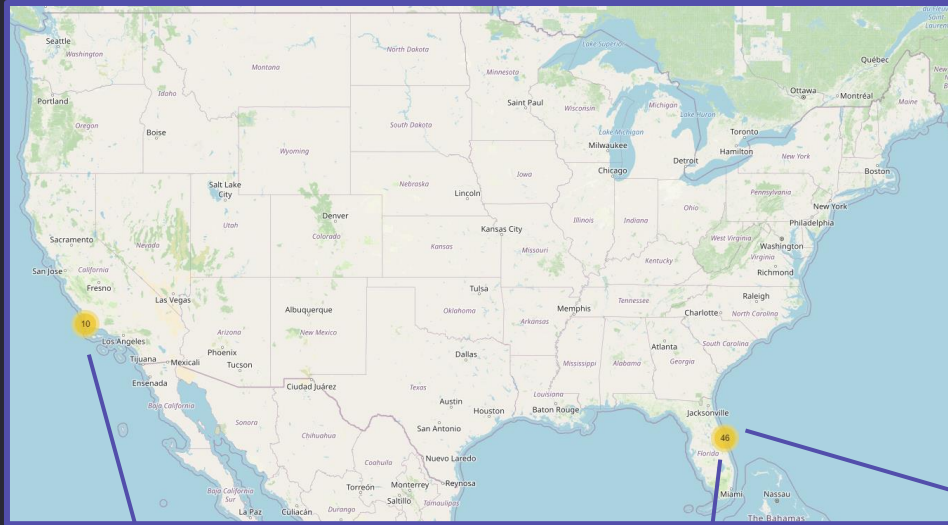 Seattle
Washington
Montana
North Dakota
Minnesota
Lake Superior
Québec
Ottawa
Montréal
Maine
Portland
Oregon
Idaho
Boise
South Dakota
Saint Paul
Wisconsin
Michigan
Lake Huron
Lake Michigan
Toronto
Hamilton
Milwaukee
Wyoming
Detroit
New York
Boston
Chicago
Salt Lake
City
Nebraska
Iowa
Lincoln
Pennsylvania
New York
Denver
Utah
Colorado
Illinois
Indiana
Ohio
Philadelphia
Sacramento
Nevada
Kansas
Kansas City
Missouri
West Virginia
Washington
Virginia
Kentucky
San Jose
California
Richmond
Fresno
Las Vegas
Tulsa
Raleigh
Albuquerque
Oklahoma
Memphis
Tennessee
Charlotte
North Carolina
10
Los Angeles
Arizona
New Mexico
Arkansas
Atlanta
South Carolina
Tijuana
Mexicali
Phoenix
Tucson
Dallas
Mississippi
Alabama
Georgia
Ensenada
Ciudad Juárez
Texas
Louisiana
Baja California
Austin
Houston
Baton Rouge
Jacksonville
Sonora
Chihuahua
San Antonio
46
Florida
Coahuila
Nuevo Laredo
Baja California
Sur
Torreón
Monterrey
Reynosa
Saltillo
Tamaulipas
Miami
Nassau
La Paz
Culiacán
Durango
The Bahamas